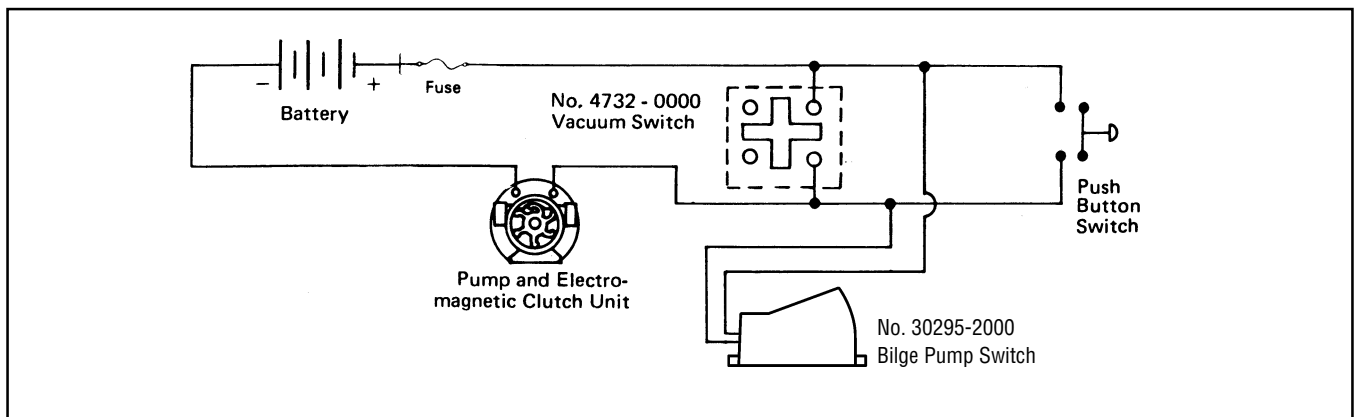 − +
Fuse
Battery
No. 4732 - 0000
Vacuum Switch
Push
Button
Switch
Pump and Electro-
magnetic Clutch Unit
No. 30295-2000
Bilge Pump Switch